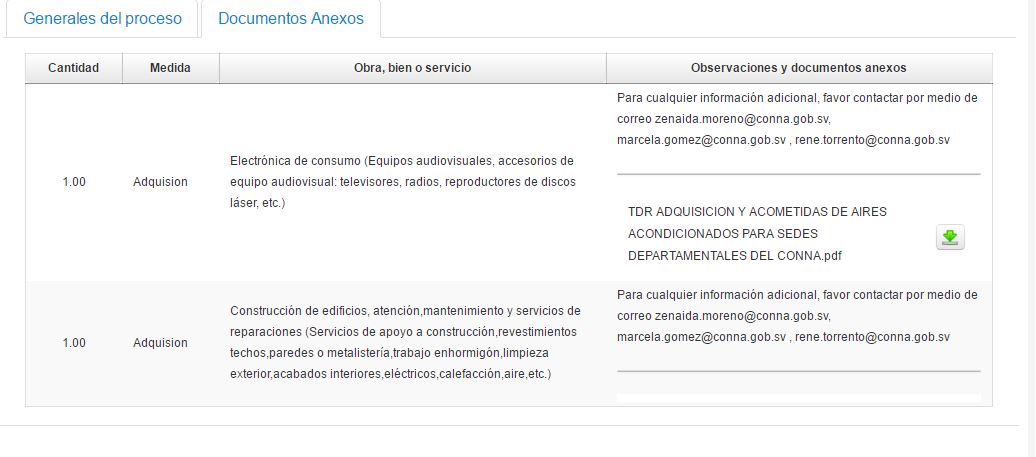 Generales del proceso
Documentos Anexos
Cantidad
Medida
Obra, bien o servicio
Observaciones y documentos anexos
1.00
Adquision
Electrónica de consumo (Equipos audiovisuales, accesorios de
equipo audiovisual: televisores, radios, reproductores de discos
láser, etc.)
Para cualquier información adicional, favor contactar por medio de
correo zenaida.moreno@conna.gob.sv,
marcela.gomez@conna.gob.sv , rene.torrento@conna.gob.sv
TDR ADQUISICION Y ACOMETIDAS DE AIRES
ACONDICIONADOS PARA SEDES
DEPARTAMENTALES DEL CONNA.pdf
1.00
Adquision
Construcción de edificios, atención,mantenimiento y servicios de
reparaciones (Servicios de apoyo a construcción,revestimientos
techos,paredes o metalistería,trabajo enhormigón,limpieza
exterior,acabados interiores,eléctricos,calefacción,aire,etc.)
Para cualquier información adicional, favor contactar por medio de
correo zenaida.moreno@conna.gob.sv,
marcela.gomez@conna.gob.sv , rene.torrento@conna.gob.sv